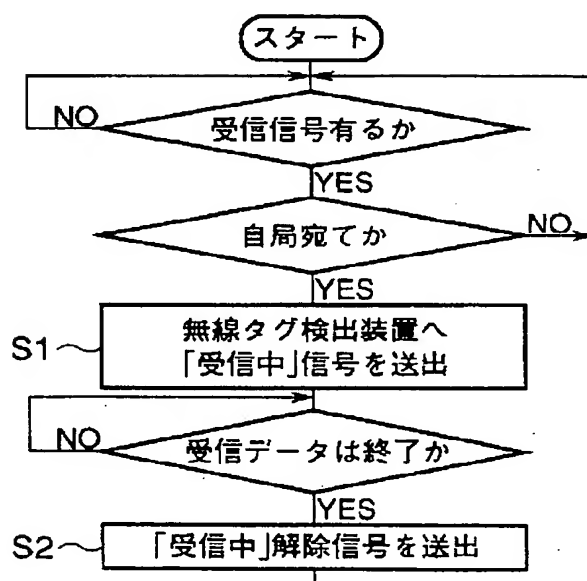 スタート
NO
受信信号有るか
YES
自局宛てか
NO
YES
S1
無線タグ検出装置へ
「受信中」信号を送出
NO
受信データは終了か
YES
S2
「受信中」解除信号を送出